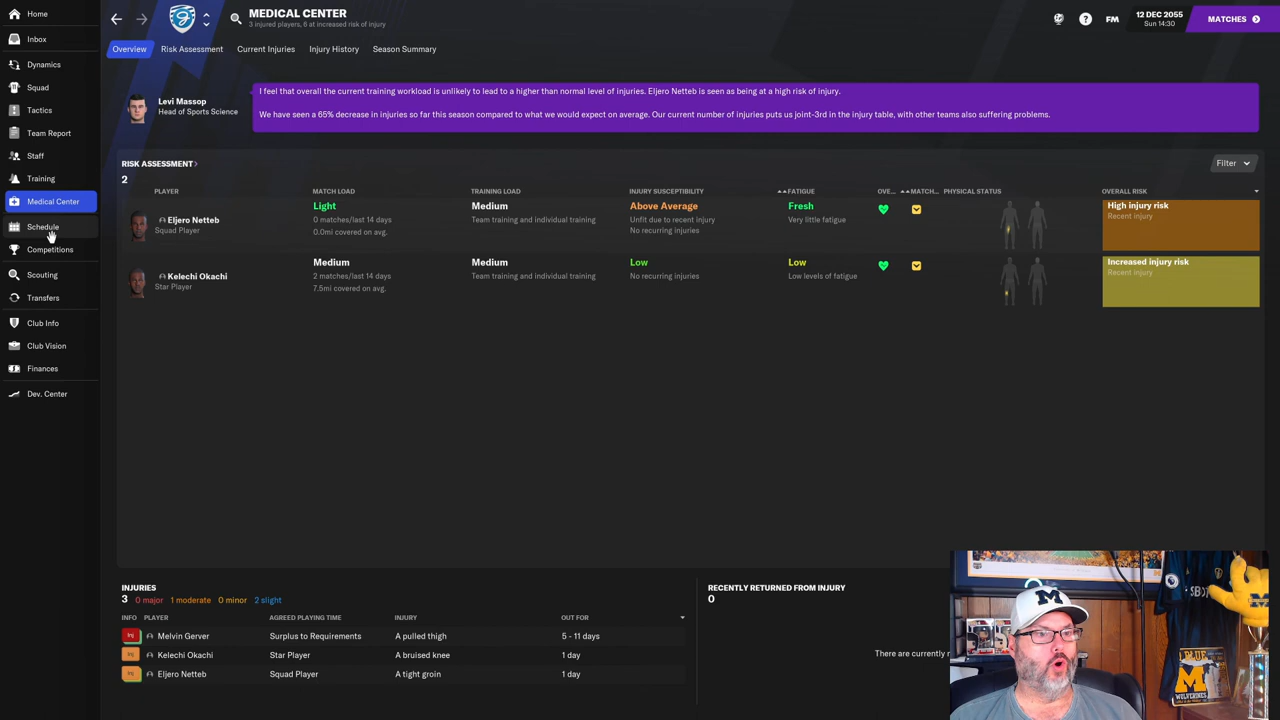 Home
Inbox
Dynamics
Squad
Tactics
Team Report
Staff
Training
Medical Center
Schedule
Competitions
Scouting
Transfers
Club Info
Club Vision
Finances
Dev. Center
MEDICAL CENTER
3 injured players, 6 at increased risk of injury
FM
12 DEC 2055
Sun 14:30
MATCHES
Overview Risk Assessment Current Injuries Injury History Season Summary
Levi Massop
Head of Sports Science
I feel that overall the current training workload is unlikely to lead to a higher than normal level of injuries. Eljero Netteb is seen as being at a high risk of injury.
We have seen a 65% decrease in injuries so far this season compared to what we would expect on average. Our current number of injuries puts us joint-3rd in the injury table, with other teams also suffering problems.
RISK ASSESSMENT
2
Filter
PLAYER MATCH LOAD TRAINING LOAD INJURY SUSCEPTIBILITY FATIGUE OVE... MATCH... PHYSICAL STATUS OVERALL RISK
Eljero Netteb
Squad Player
Light
0 matches/last 14 days
0.0mi covered on avg.
Medium
Team training and individual training
Above Average
Unfit due to recent injury
No recurring injuries
Fresh
Very little fatigue
High injury risk
Recent injury
Kelechi Okachi
Star Player
Medium
2 matches/last 14 days
7.5mi covered on avg.
Medium
Team training and individual training
Low
No recurring injuries
Low
Low levels of fatigue
Increased injury risk
Recent injury
INJURIES
3 0 major 1 moderate 0 minor 2 slight
INFO PLAYER AGREED PLAYING TIME INJURY OUT FOR
Inj Melvin Gerver Surplus to Requirements A pulled thigh 5 - 11 days
Inj Kelechi Okachi Star Player A bruised knee 1 day
Inj Eljero Netteb Squad Player A tight groin 1 day
RECENTLY RETURNED FROM INJURY
0
There are currently
M
M
BLUE
WOLVERINES